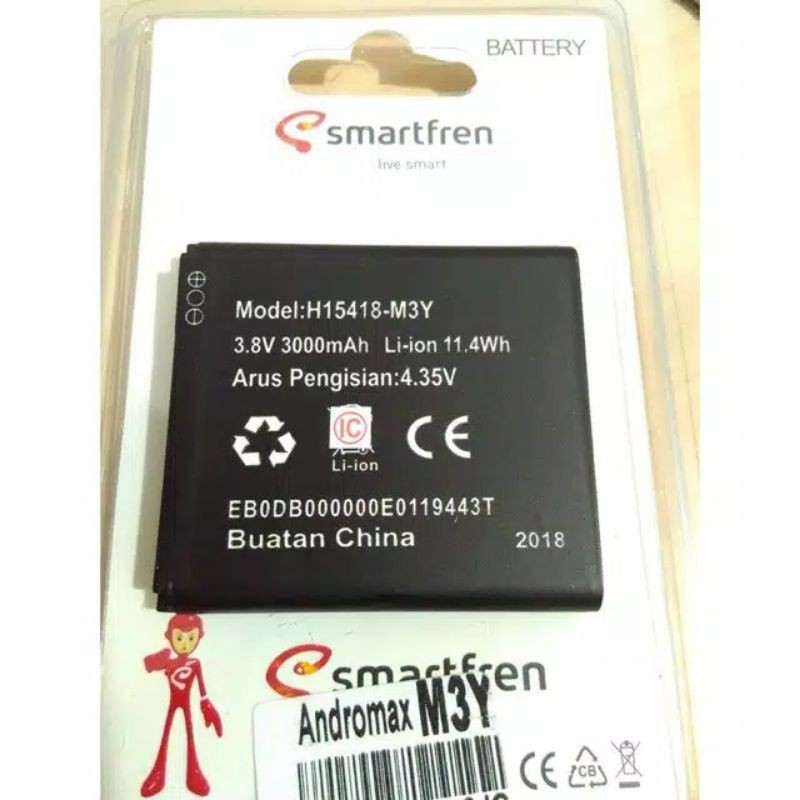 BATTERY
smartfren
live smart
Model:H15418-M3Y
3.8V 3000mAh Li-ion 11.4Wh
Arus Pengisian:4.35V
IC
CE
Li-ion
EB0DB000000E0119443T
Buatan China 2018
smartfren
Andromax M3Y
CE
CB